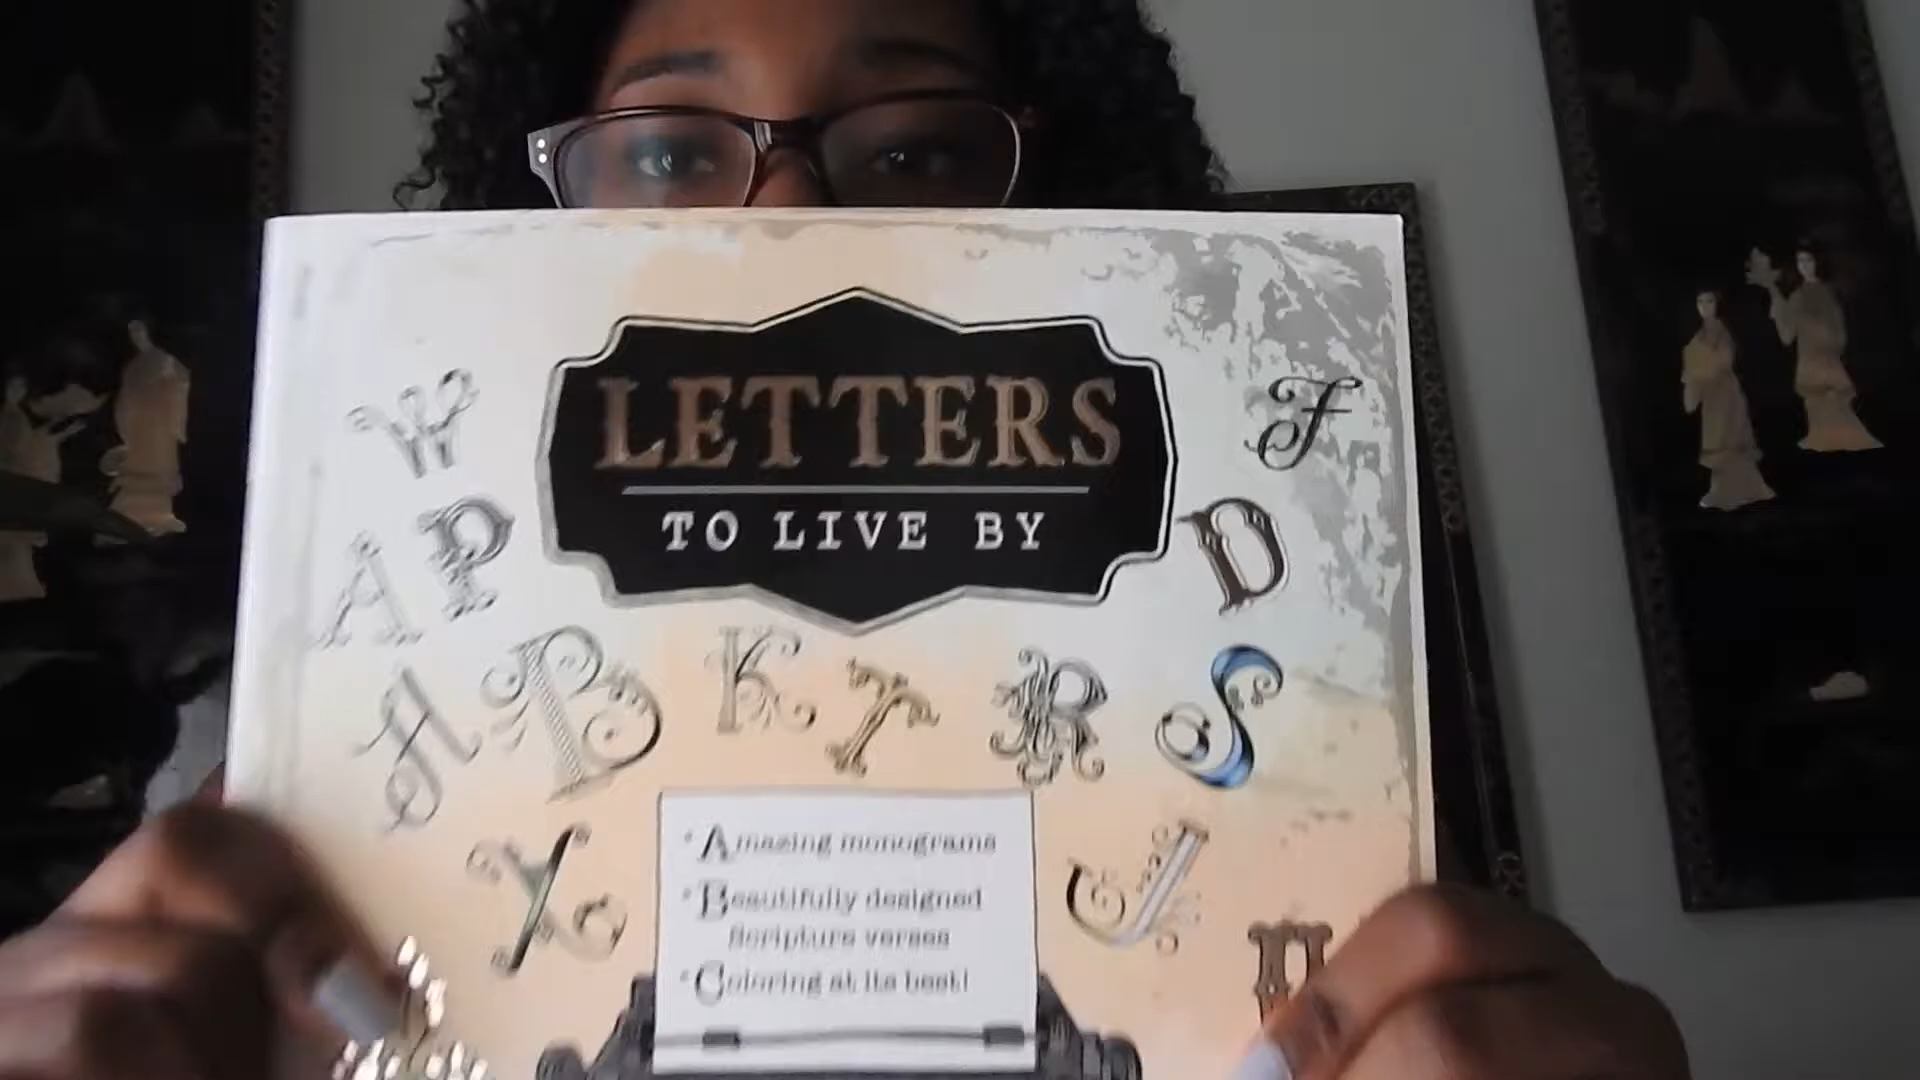 LETTERS
TO LIVE BY
W
F
A P
D
A B K T R S
X
J
• Amazing monograms
• Beautifully designed
Scripture verses
• Coloring at its best!